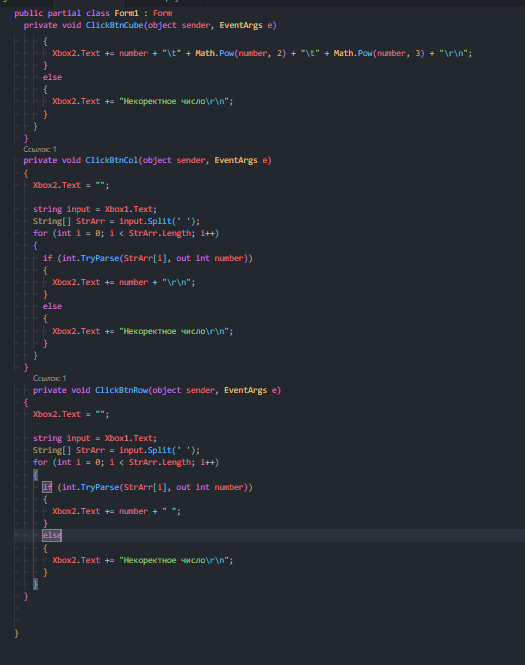 public partial class Form1 : Form
private void ClickBtnCube(object sender, EventArgs e)
{
Xbox2.Text += number + "\t" + Math.Pow(number, 2) + "\t" + Math.Pow(number, 3) + "\r\n";
}
else
{
Xbox2.Text += "Некоректное число\r\n";
}
}
}
Ссылок: 1
private void ClickBtnCol(object sender, EventArgs e)
{
Xbox2.Text = "";
string input = Xbox1.Text;
String[] StrArr = input.Split(' ');
for (int i = 0; i < StrArr.Length; i++)
{
if (int.TryParse(StrArr[i], out int number))
{
Xbox2.Text += number + "\r\n";
}
else
{
Xbox2.Text += "Некоректное число\r\n";
}
}
}
Ссылок: 1
private void ClickBtnRow(object sender, EventArgs e)
{
Xbox2.Text = "";
string input = Xbox1.Text;
String[] StrArr = input.Split(' ');
for (int i = 0; i < StrArr.Length; i++)
{
if (int.TryParse(StrArr[i], out int number))
{
Xbox2.Text += number + " ";
}
else
{
Xbox2.Text += "Некоректное число\r\n";
}
}
}
}